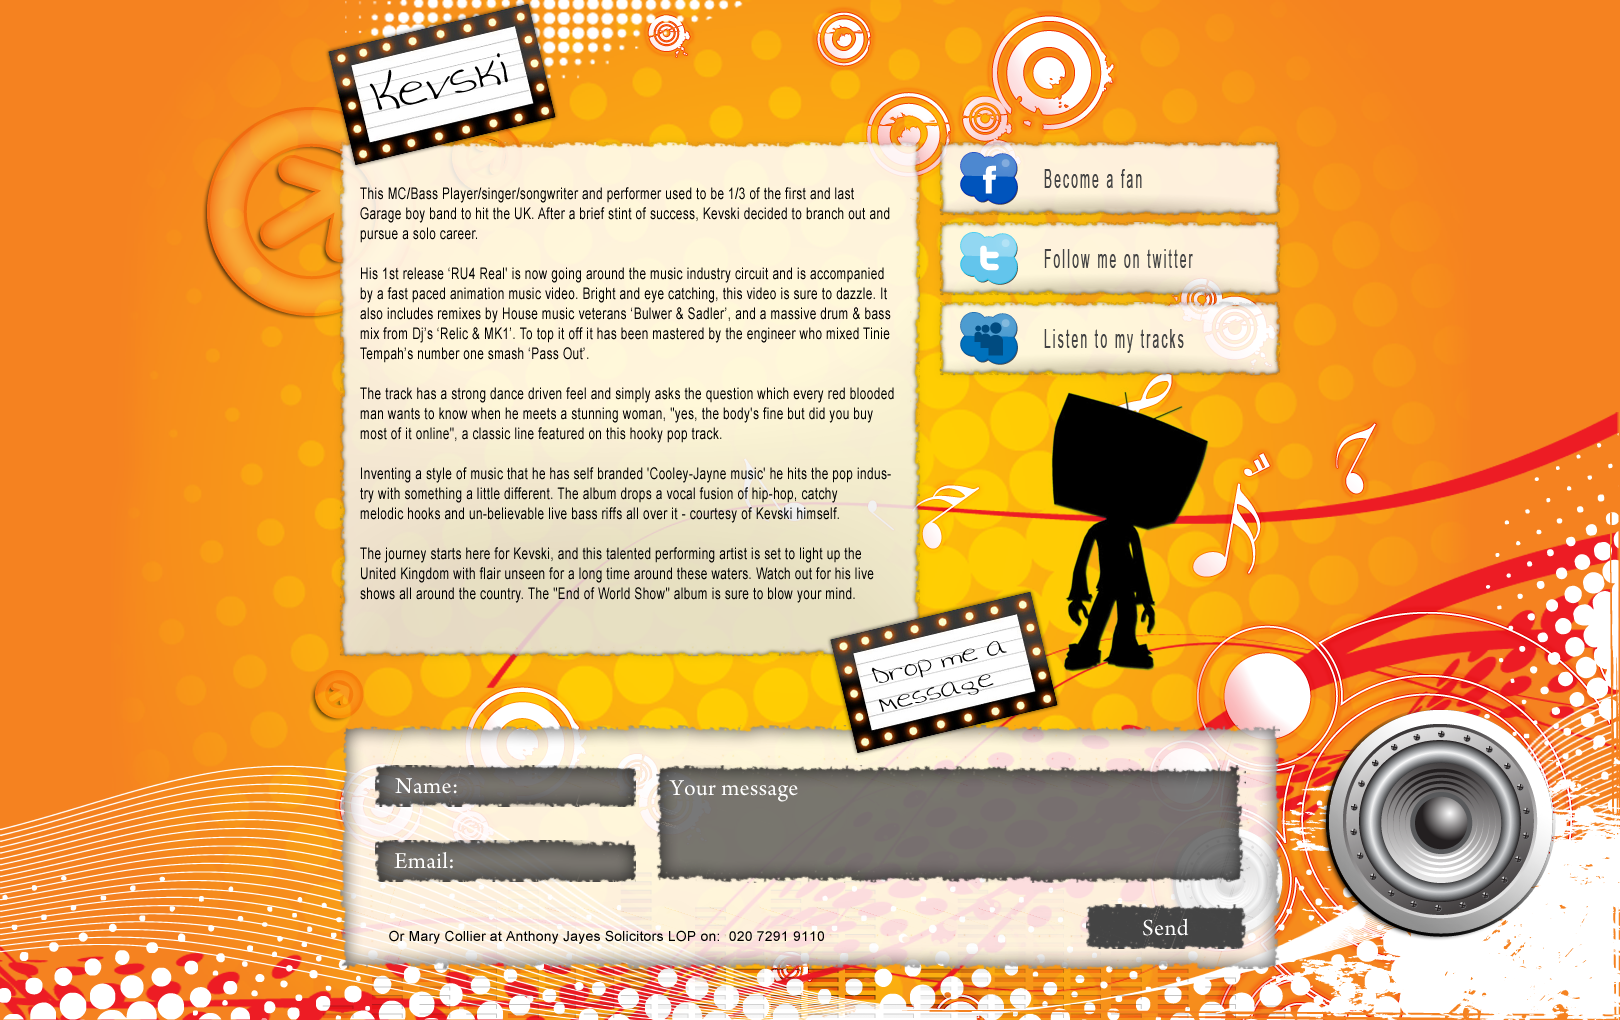 Kevski
This MC/Bass Player/singer/songwriter and performer used to be 1/3 of the first and last
Garage boy band to hit the UK. After a brief stint of success, Kevski decided to branch out and
pursue a solo career.
His 1st release ‘RU4 Real’ is now going around the music industry circuit and is accompanied
by a fast paced animation music video. Bright and eye catching, this video is sure to dazzle. It
also includes remixes by House music veterans ‘Bulwer & Sadler’, and a massive drum & bass
mix from Dj’s ‘Relic & MK1’. To top it off it has been mastered by the engineer who mixed Tinie
Tempah’s number one smash ‘Pass Out’.
The track has a strong dance driven feel and simply asks the question which every red blooded
man wants to know when he meets a stunning woman, "yes, the body's fine but did you buy
most of it online", a classic line featured on this hooky pop track.
Inventing a style of music that he has self branded 'Cooley-Jayne music' he hits the pop indus-
try with something a little different. The album drops a vocal fusion of hip-hop, catchy
melodic hooks and un-believable live bass riffs all over it - courtesy of Kevski himself.
The journey starts here for Kevski, and this talented performing artist is set to light up the
United Kingdom with flair unseen for a long time around these waters. Watch out for his live
shows all around the country. The "End of World Show" album is sure to blow your mind.
Become a fan
Follow me on twitter
Listen to my tracks
Drop me a
message
Name:
Email:
Your message
Send
Or Mary Collier at Anthony Jayes Solicitors LOP on: 020 7291 9110